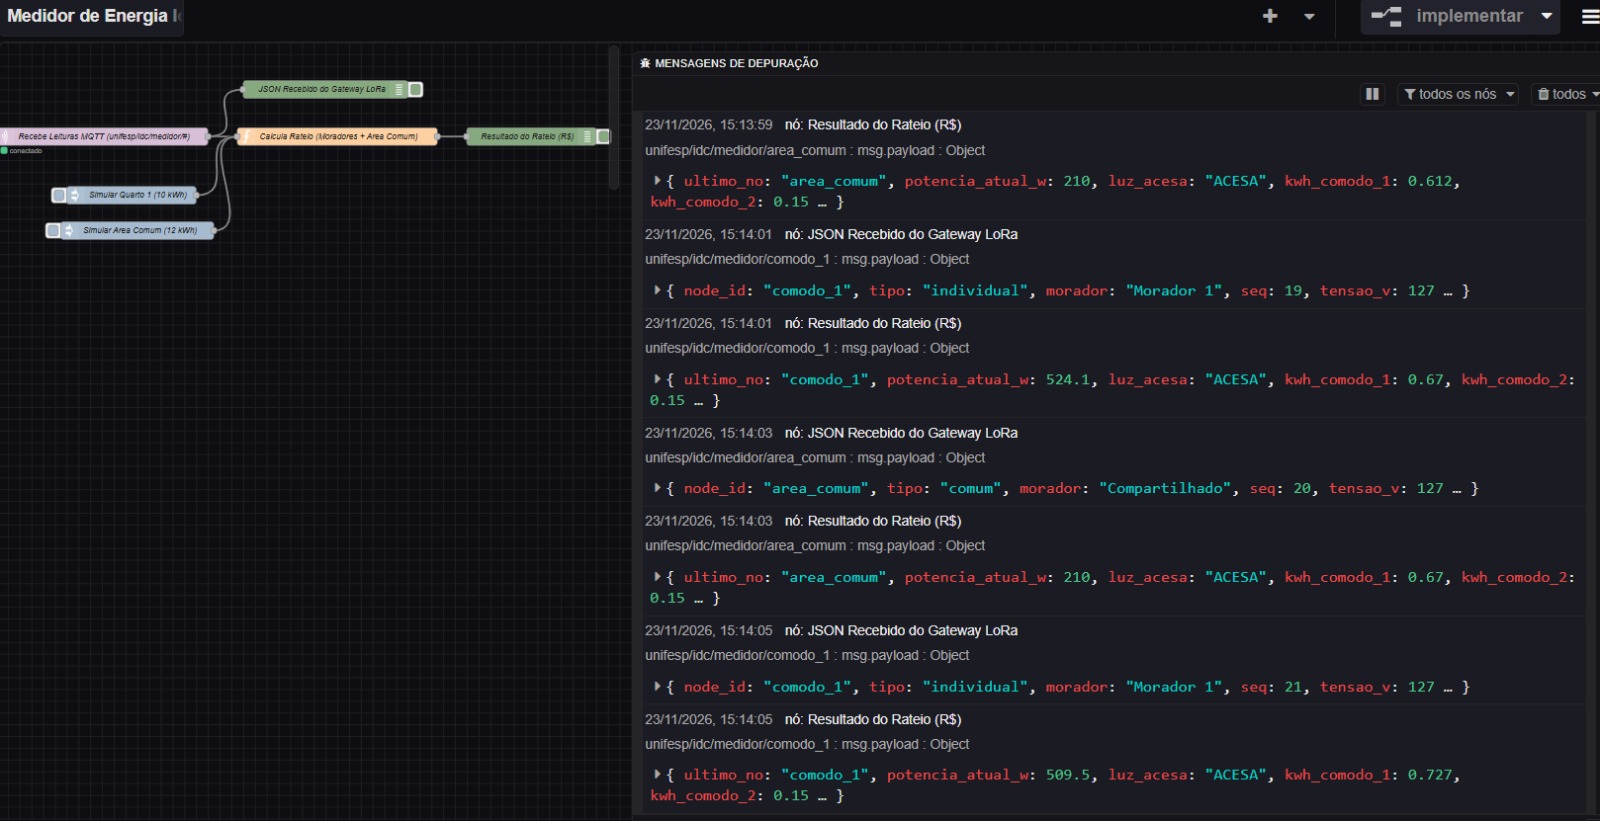 Medidor de Energia
implementar
JSON Recebido do Gateway LoRa
Recebe Leituras MQTT (unifesp/idc/medidor/#)
Calcula Rateio (Moradores + Area Comum)
Resultado do Rateio (R$)
conectado
Simular Quarto 1 (10 kWh)
Simular Area Comum (12 kWh)
MENSAGENS DE DEPURAÇÃO
todos os nós
todos
23/11/2026, 15:13:59 nó: Resultado do Rateio (R$)
unifesp/idc/medidor/area_comum : msg.payload : Object
{ ultimo_no: "area_comum", potencia_atual_w: 210, luz_acesa: "ACESA", kwh_comodo_1: 0.612,
kwh_comodo_2: 0.15 … }
23/11/2026, 15:14:01 nó: JSON Recebido do Gateway LoRa
unifesp/idc/medidor/comodo_1 : msg.payload : Object
{ node_id: "comodo_1", tipo: "individual", morador: "Morador 1", seq: 19, tensao_v: 127 … }
23/11/2026, 15:14:01 nó: Resultado do Rateio (R$)
unifesp/idc/medidor/comodo_1 : msg.payload : Object
{ ultimo_no: "comodo_1", potencia_atual_w: 524.1, luz_acesa: "ACESA", kwh_comodo_1: 0.67, kwh_comodo_2:
0.15 … }
23/11/2026, 15:14:03 nó: JSON Recebido do Gateway LoRa
unifesp/idc/medidor/area_comum : msg.payload : Object
{ node_id: "area_comum", tipo: "comum", morador: "Compartilhado", seq: 20, tensao_v: 127 … }
23/11/2026, 15:14:03 nó: Resultado do Rateio (R$)
unifesp/idc/medidor/area_comum : msg.payload : Object
{ ultimo_no: "area_comum", potencia_atual_w: 210, luz_acesa: "ACESA", kwh_comodo_1: 0.67, kwh_comodo_2:
0.15 … }
23/11/2026, 15:14:05 nó: JSON Recebido do Gateway LoRa
unifesp/idc/medidor/comodo_1 : msg.payload : Object
{ node_id: "comodo_1", tipo: "individual", morador: "Morador 1", seq: 21, tensao_v: 127 … }
23/11/2026, 15:14:05 nó: Resultado do Rateio (R$)
unifesp/idc/medidor/comodo_1 : msg.payload : Object
{ ultimo_no: "comodo_1", potencia_atual_w: 509.5, luz_acesa: "ACESA", kwh_comodo_1: 0.727,
kwh_comodo_2: 0.15 … }